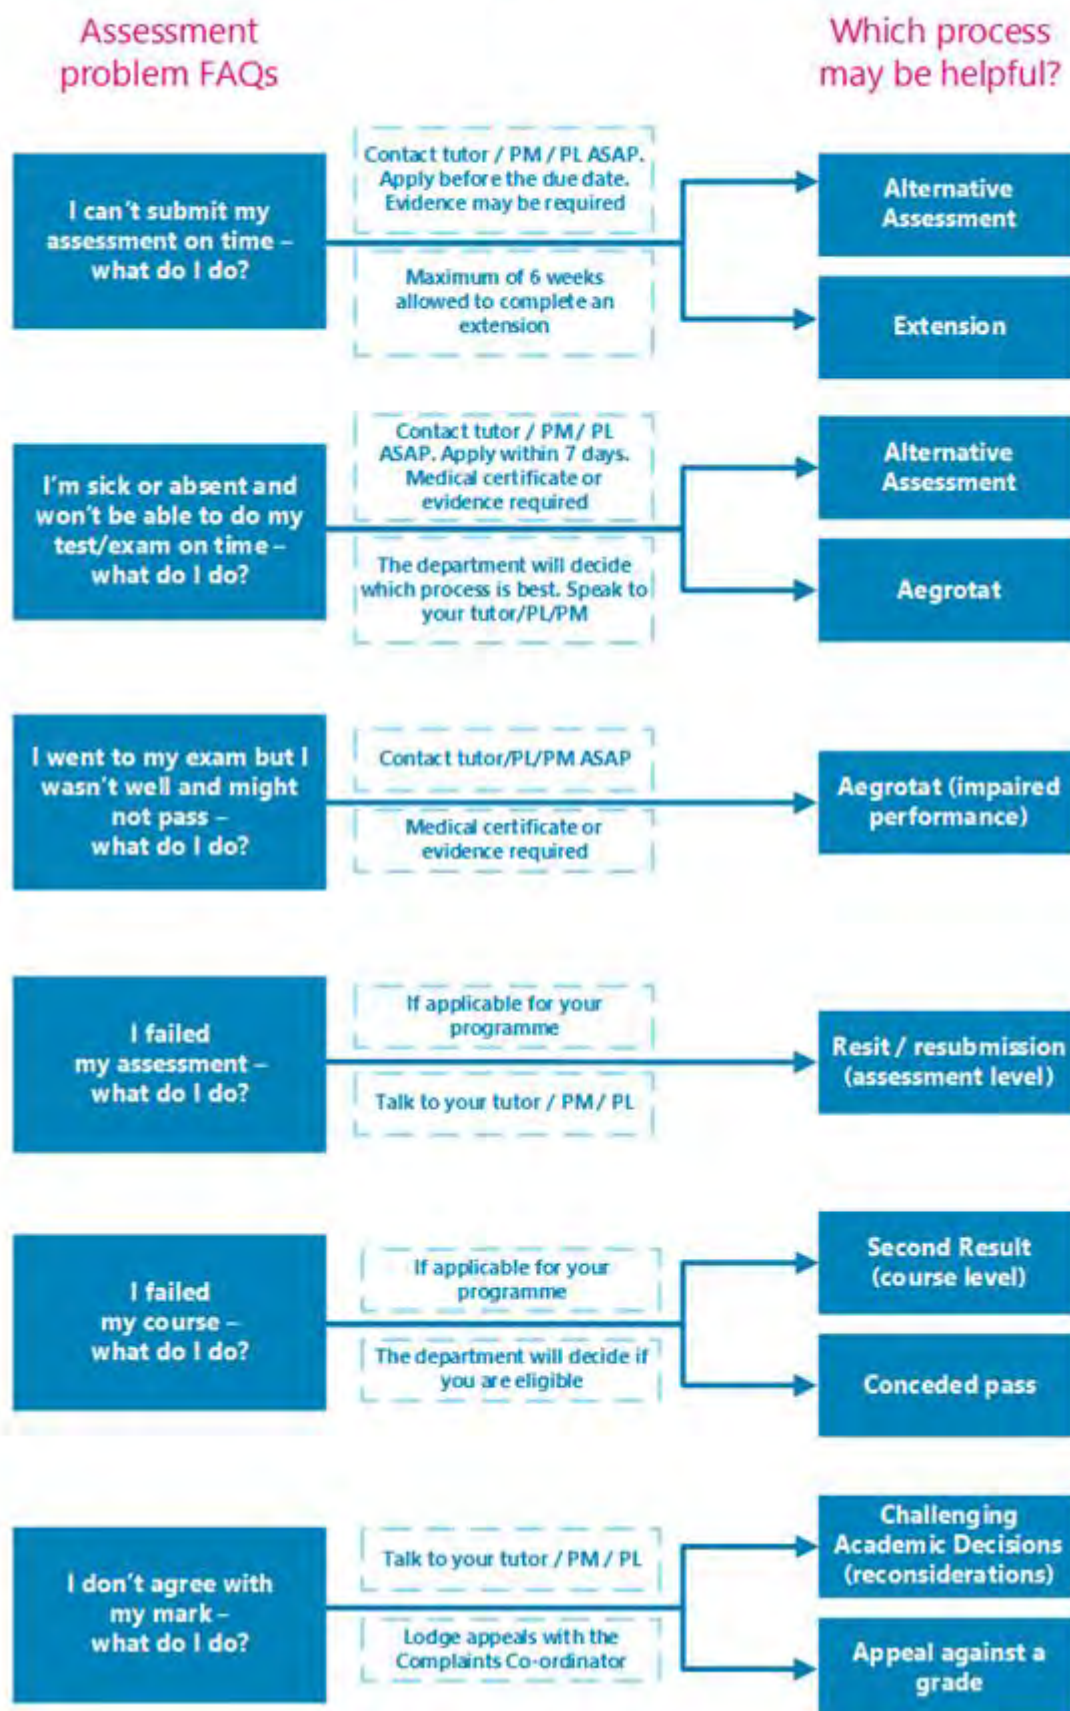 Assessment
problem FAQs
Which process
may be helpful?
I can't submit my
assessment on time –
what do I do?
Contact tutor / PM / PL ASAP.
Apply before the due date.
Evidence may be required
Maximum of 6 weeks
allowed to complete an
extension
Alternative
Assessment
Extension
I'm sick or absent and
won't be able to do my
test/exam on time –
what do I do?
Contact tutor / PM/ PL
ASAP. Apply within 7 days.
Medical certificate or
evidence required
The department will decide
which process is best. Speak to
your tutor/PL/PM
Alternative
Assessment
Aegrotat
I went to my exam but I
wasn't well and might
not pass –
what do I do?
Contact tutor/PL/PM ASAP
Medical certificate or
evidence required
Aegrotat (impaired
performance)
I failed
my assessment –
what do I do?
If applicable for your
programme
Talk to your tutor / PM / PL
Resit / resubmission
(assessment level)
I failed
my course –
what do I do?
If applicable for your
programme
The department will decide if
you are eligible
Second Result
(course level)
Conceded pass
I don't agree with
my mark –
what do I do?
Talk to your tutor / PM / PL
Lodge appeals with the
Complaints Co-ordinator
Challenging
Academic Decisions
(reconsiderations)
Appeal against a
grade